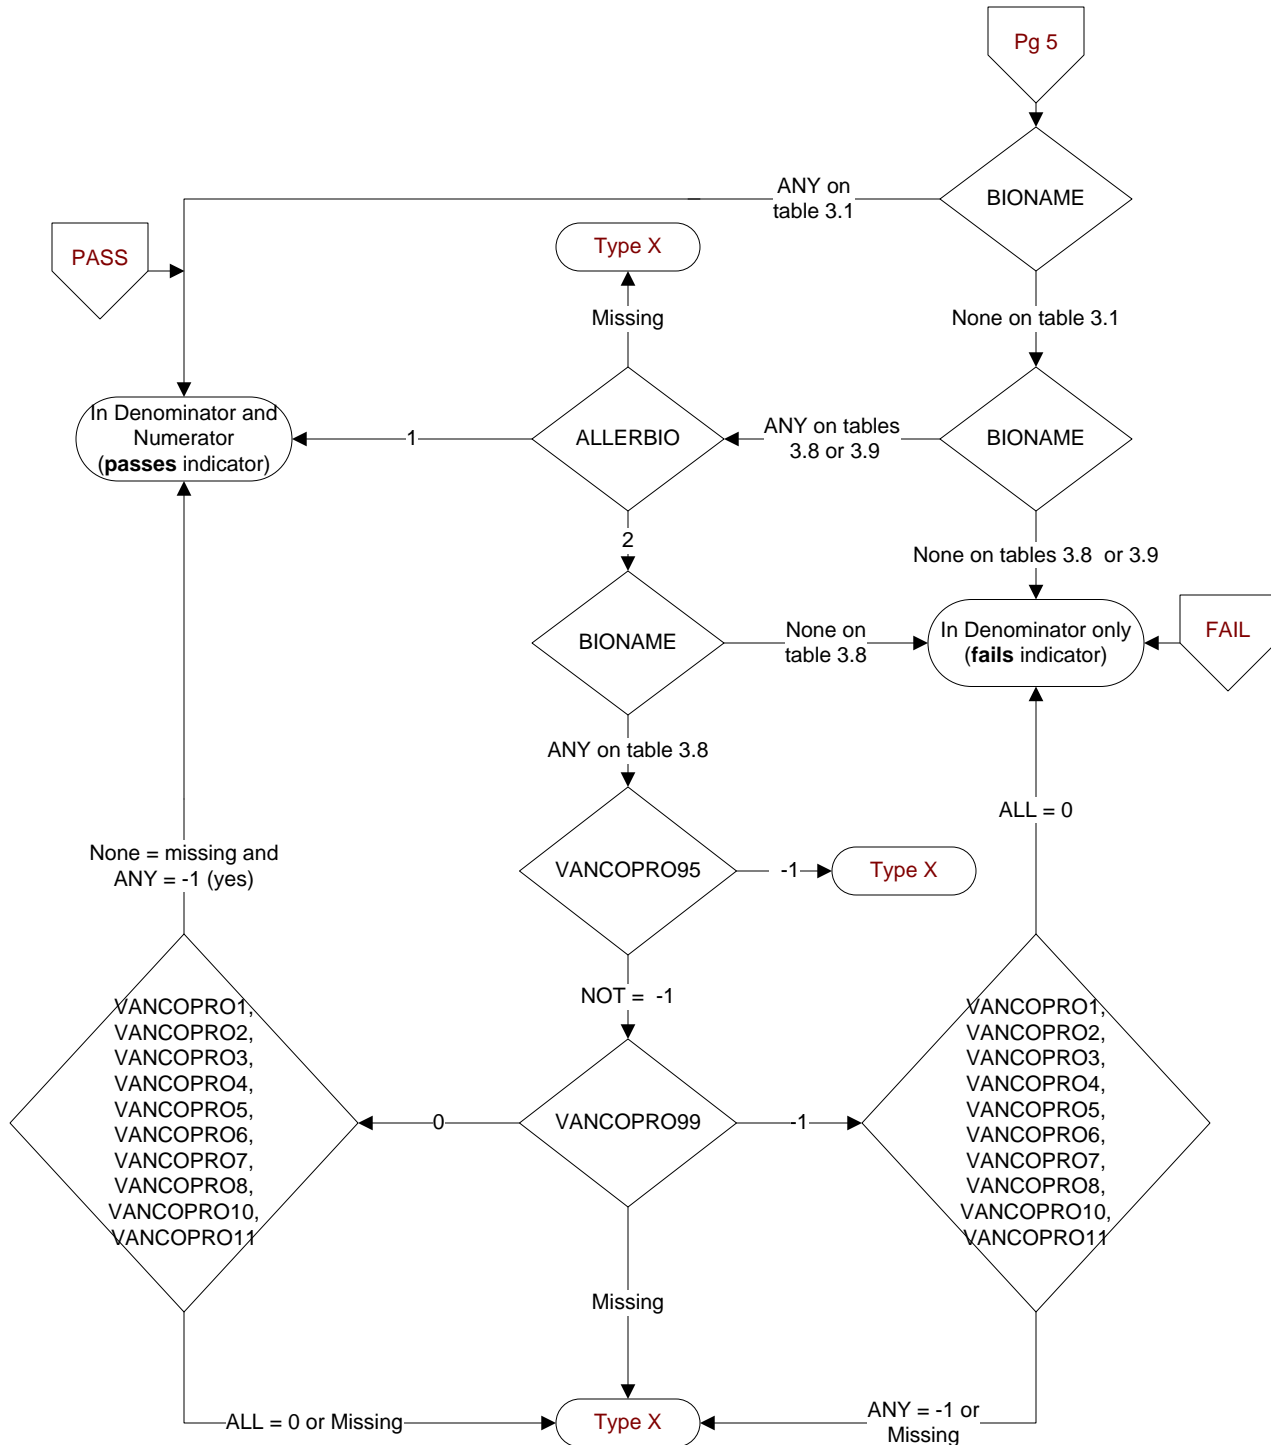 Pg 5
BIONAME
ANY on
table 3.1
PASS
Type X
Missing
None on table 3.1
In Denominator and
Numerator
(passes indicator)
1
ALLERBIO
ANY on tables
3.8 or 3.9
BIONAME
2
None on tables 3.8  or 3.9
BIONAME
None on
table 3.8
In Denominator only
(fails indicator)
FAIL
ANY on table 3.8
VANCOPRO95
-1
Type X
ALL = 0
None = missing and
ANY = -1 (yes)
NOT =  -1
VANCOPRO1,
VANCOPRO2,
VANCOPRO3,
VANCOPRO4,
VANCOPRO5,
VANCOPRO6,
VANCOPRO7,
VANCOPRO8,
VANCOPRO10,
VANCOPRO11
0
VANCOPRO99
-1
VANCOPRO1,
VANCOPRO2,
VANCOPRO3,
VANCOPRO4,
VANCOPRO5,
VANCOPRO6,
VANCOPRO7,
VANCOPRO8,
VANCOPRO10,
VANCOPRO11
Missing
ALL = 0 or Missing
Type X
ANY = -1 or
Missing